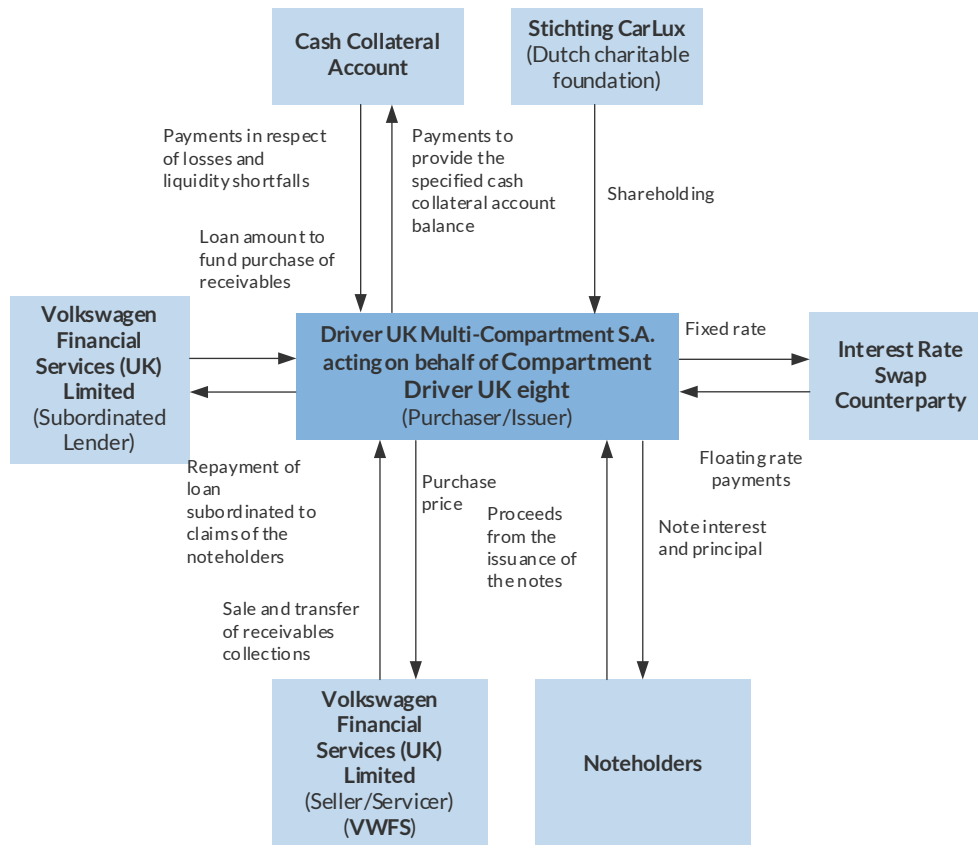 Cash Collateral
Account
Stichting CarLux
(Dutch charitable
foundation)
Payments in respect
of losses and
liquidity shortfalls
Payments to
provide the
specified cash
collateral account
balance
Shareholding
Loan amount to
fund purchase of
receivables
Volkswagen
Financial
Services (UK)
Limited
(Subordinated
Lender)
Driver UK Multi-Compartment S.A.
acting on behalf of Compartment
Driver UK eight
(Purchaser/Issuer)
Fixed rate
Interest Rate
Swap
Counterparty
Floating rate
payments
Repayment of
loan
subordinated to
claims of the
noteholders
Purchase
price
Proceeds
from the
issuance of
the notes
Note interest
and principal
Sale and transfer
of receivables
collections
Volkswagen
Financial
Services (UK)
Limited
(Seller/Servicer)
(VWFS)
Noteholders